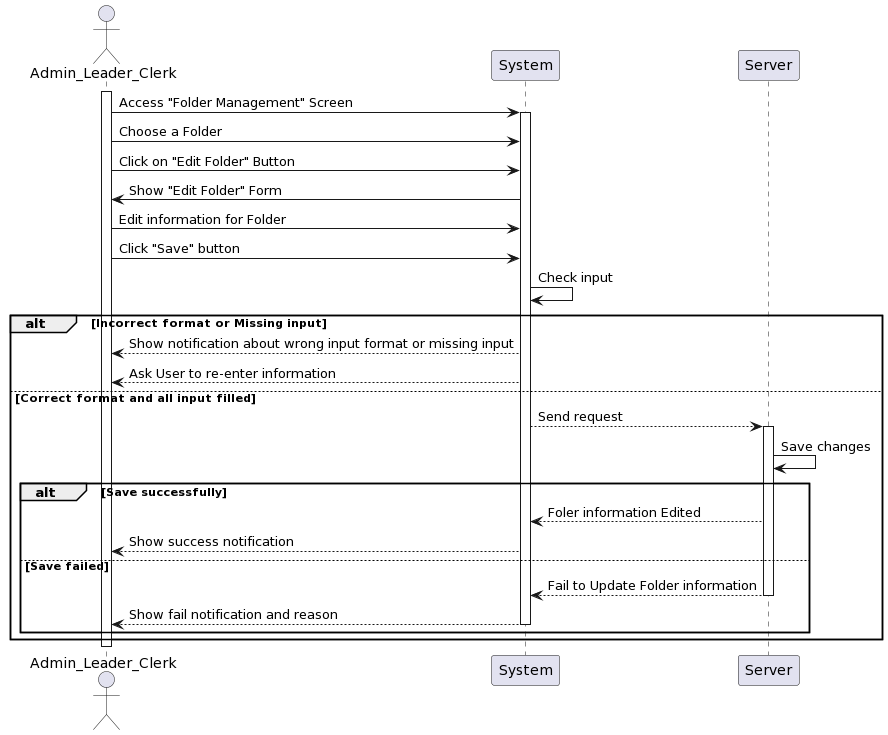 Admin_Leader_Clerk
System
Server
Access "Folder Management" Screen
Choose a Folder
Click on "Edit Folder" Button
Show "Edit Folder" Form
Edit information for Folder
Click "Save" button
Check input
alt [Incorrect format or Missing input]
Show notification about wrong input format or missing input
Ask User to re-enter information
[Correct format and all input filled]
Send request
Save changes
alt [Save successfully]
Foler information Edited
Show success notification
[Save failed]
Fail to Update Folder information
Show fail notification and reason
Admin_Leader_Clerk
System
Server